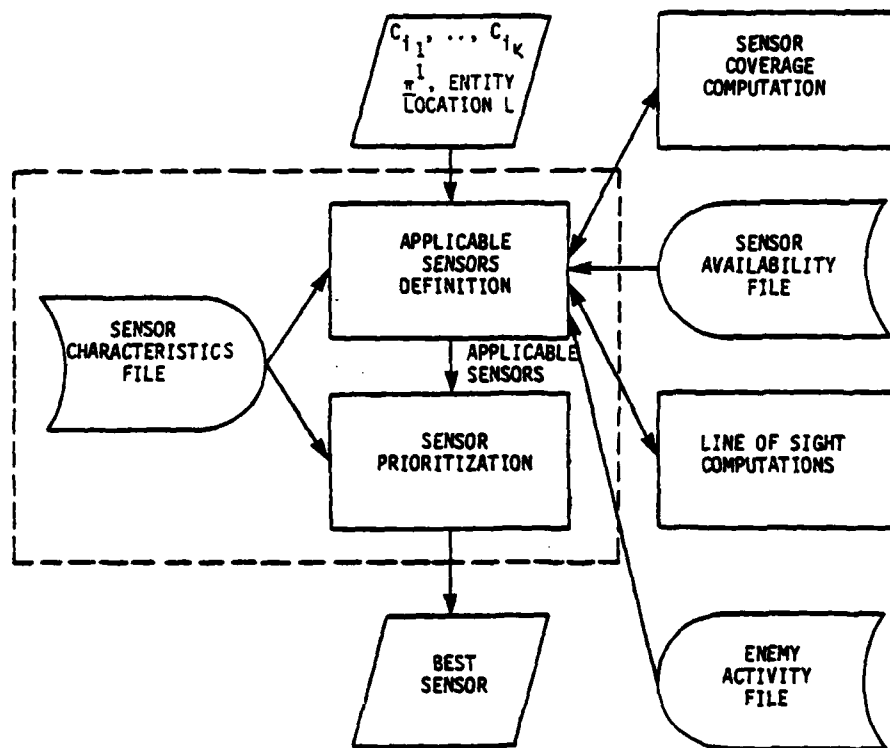 C_{i_1}, .., C_{i_K}
π^1, ENTITY
LOCATION L
SENSOR
COVERAGE
COMPUTATION
APPLICABLE
SENSORS
DEFINITION
SENSOR
AVAILABILITY
FILE
SENSOR
CHARACTERISTICS
FILE
APPLICABLE
SENSORS
SENSOR
PRIORITIZATION
LINE OF SIGHT
COMPUTATIONS
BEST
SENSOR
ENEMY
ACTIVITY
FILE